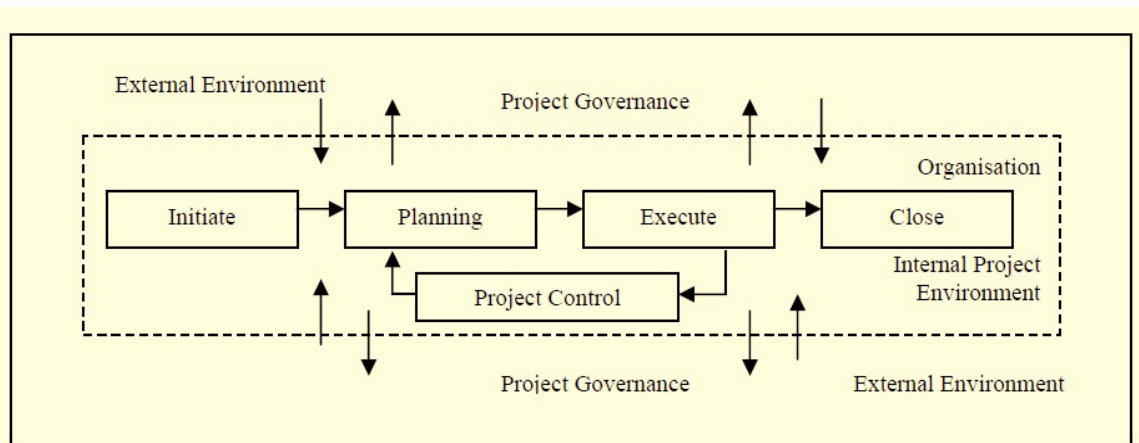 External Environment
Project Governance
Organisation
Initiate
Planning
Execute
Close
Internal Project
Environment
Project Control
Project Governance
External Environment